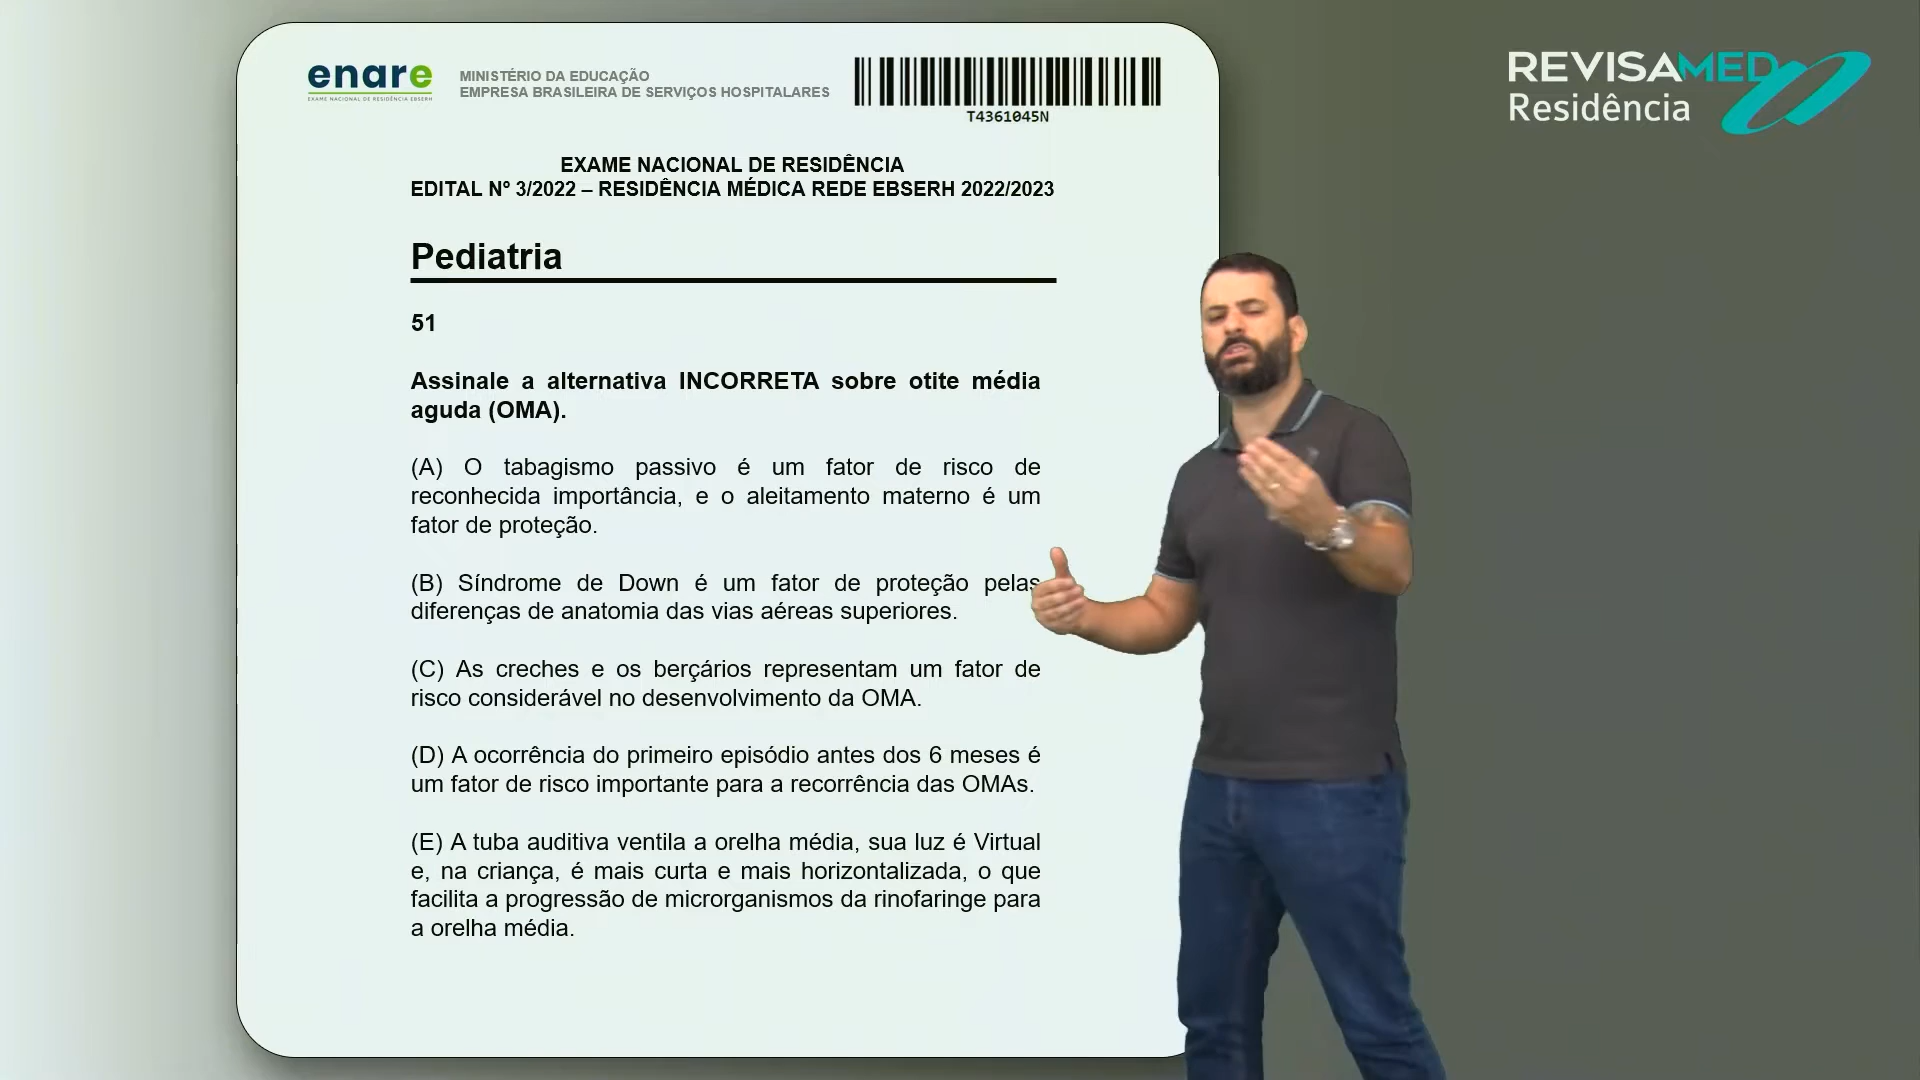 enare
EXAME NACIONAL DE RESIDÊNCIA EBSERH
MINISTÉRIO DA EDUCAÇÃO
EMPRESA BRASILEIRA DE SERVIÇOS HOSPITALARES
T4361045N
REVISAMED
Residência
EXAME NACIONAL DE RESIDÊNCIA
EDITAL Nº 3/2022 – RESIDÊNCIA MÉDICA REDE EBSERH 2022/2023
Pediatria
51
Assinale a alternativa INCORRETA sobre otite média
aguda (OMA).
(A) O tabagismo passivo é um fator de risco de
reconhecida importância, e o aleitamento materno é um
fator de proteção.
(B) Síndrome de Down é um fator de proteção pelas
diferenças de anatomia das vias aéreas superiores.
(C) As creches e os berçários representam um fator de
risco considerável no desenvolvimento da OMA.
(D) A ocorrência do primeiro episódio antes dos 6 meses é
um fator de risco importante para a recorrência das OMAs.
(E) A tuba auditiva ventila a orelha média, sua luz é Virtual
e, na criança, é mais curta e mais horizontalizada, o que
facilita a progressão de microrganismos da rinofaringe para
a orelha média.